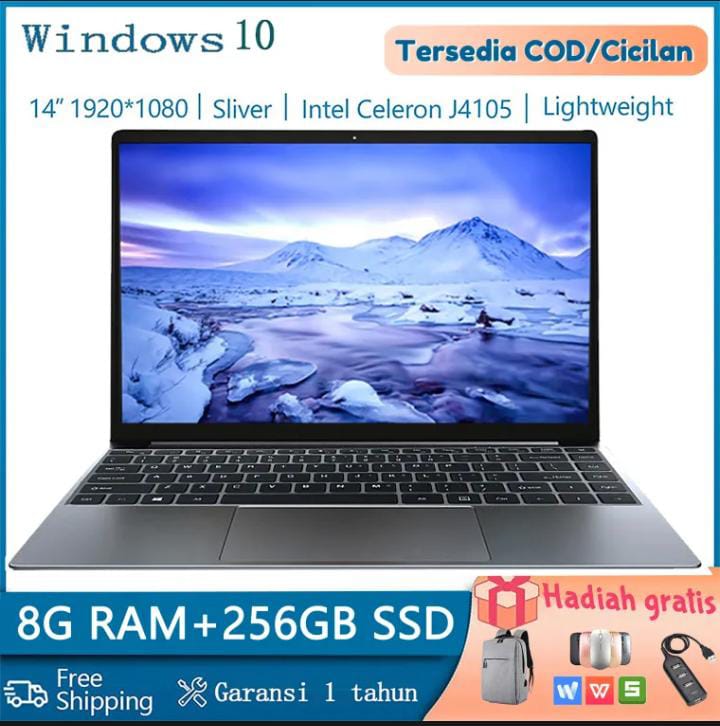 Windows 10
Tersedia COD/Cicilan
14" 1920*1080 | Sliver | Intel Celeron J4105 | Lightweight
8G RAM+256GB SSD
Hadiah gratis
Free
Shipping
Garansi 1 tahun
W W S